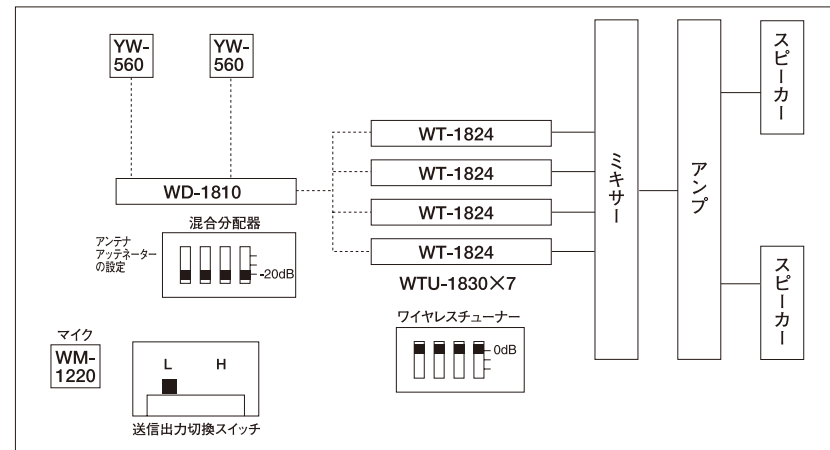 YW-
560
YW-
560
WD-1810
混合分配器
アンテナ
アッテネーター
の設定
-20dB
WT-1824
WT-1824
WT-1824
WT-1824
WTU-1830×7
ワイヤレスチューナー
0dB
ミキサー
アンプ
スピーカー
スピーカー
マイク
WM-
1220
L H
送信出力切換スイッチ